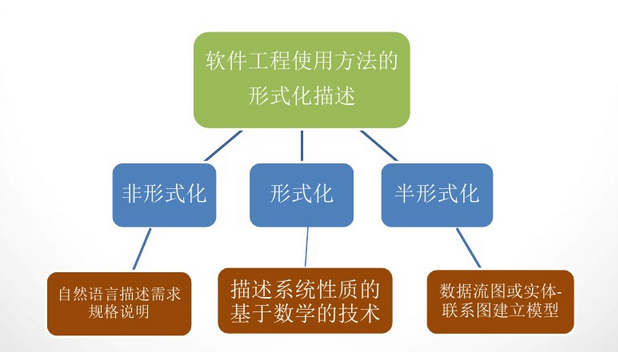 软件工程使用方法的
形式化描述
非形式化
形式化
半形式化
自然语言描述需求
规格说明
描述系统性质的
基于数学的技术
数据流图或实体-
联系图建立模型